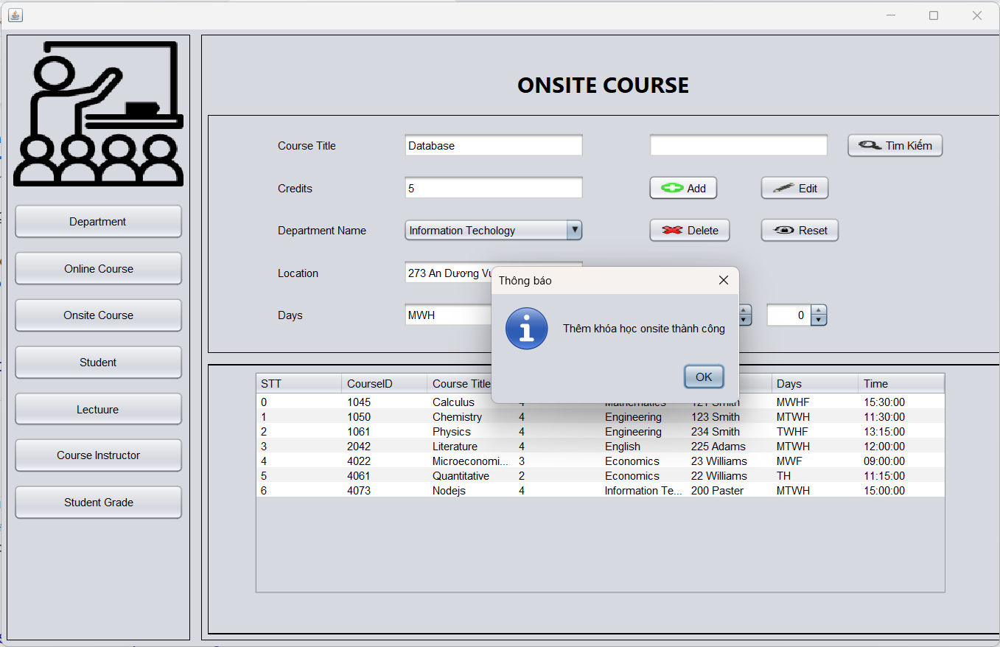 ONSITE COURSE
Course Title Database Tìm Kiếm
Credits 5 Add Edit
Department Name Information Techology Delete Reset
Location 273 An Dương
Days MWH 0
Department
Online Course
Onsite Course
Student
Lectuure
Course Instructor
Student Grade
Thông báo
Thêm khóa học onsite thành công
OK
STT CourseID Course Title Days Time
0 1045 Calculus 4 Mathematics 121 Smith MWHF 15:30:00
1 1050 Chemistry 4 Engineering 123 Smith MTWH 11:30:00
2 1061 Physics 4 Engineering 234 Smith TWHF 13:15:00
3 2042 Literature 4 English 225 Adams MTWH 12:00:00
4 4022 Microeconomi... 3 Economics 23 Williams MWF 09:00:00
5 4061 Quantitative 2 Economics 22 Williams TH 11:15:00
6 4073 Nodejs 4 Information Te... 200 Paster MTWH 15:00:00